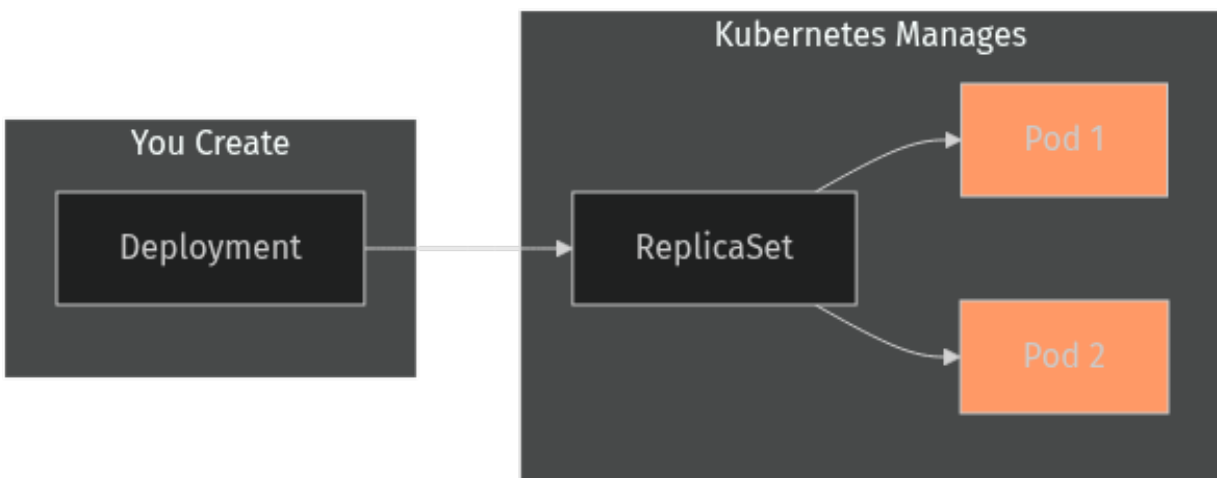 You Create
Deployment
Kubernetes Manages
ReplicaSet
Pod 1
Pod 2